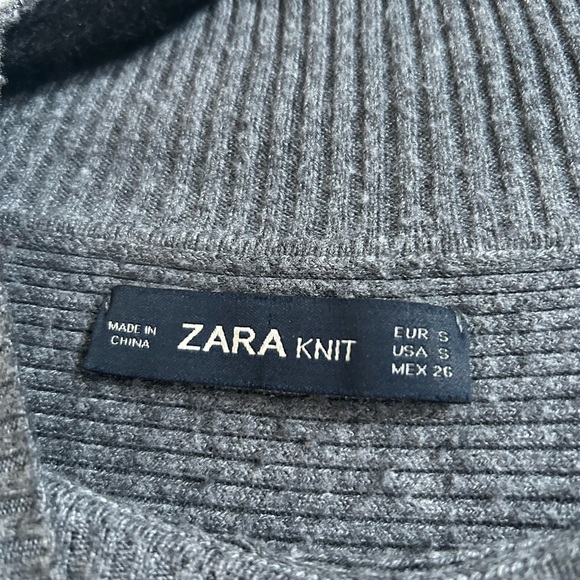 MADE IN
CHINA
ZARA KNIT
EUR S
USA S
MEX 26